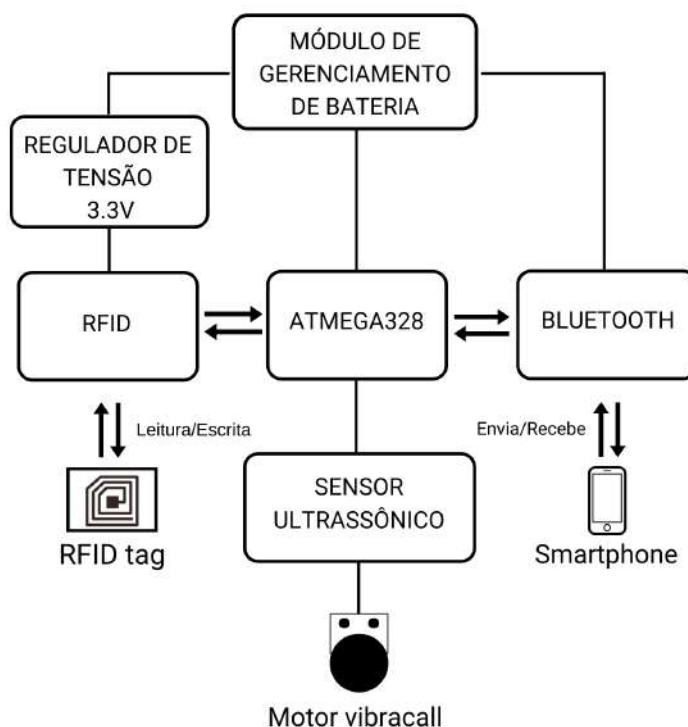 MÓDULO DE
GERENCIAMENTO
DE BATERIA
REGULADOR DE
TENSÃO
3.3V
RFID
ATMEGA328
BLUETOOTH
Leitura/Escrita
Envia/Recebe
RFID tag
SENSOR
ULTRASSÔNICO
Smartphone
Motor vibracall